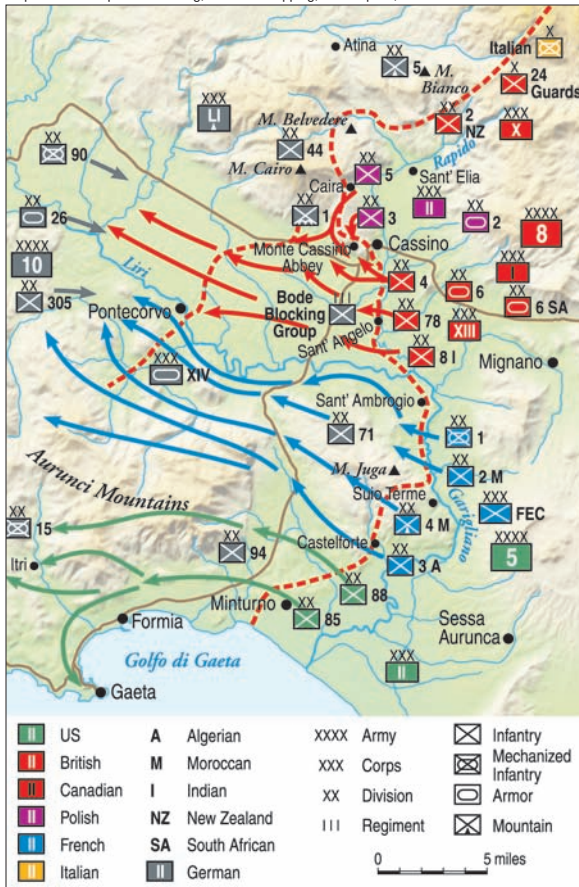 Atina
XX
5
M.
Bianco
Italian
X
X
24
Guards
XXX
LI
M. Belvedere
XX
2
NZ
XXX
X
Rapido
XX
44
M. Cairo
XX
90
XX
5
Caira
Sant' Elia
XXX
II
XX
2
XXXX
8
XX
1
XX
3
XX
26
Monte Cassino
Abbey
Cassino
XXXX
10
Liri
XX
4
XX
6
XXX
I
XX
6 SA
XX
305
Pontecorvo
Bode
Blocking
Group
III
XX
78
XXX
XIII
Sant' Angelo
XX
8 I
Mignano
XXX
XIV
Sant' Ambrogio
XX
71
XX
1
M. Juga
XX
2 M
Aurunci Mountains
Suio Terme
Garigliano
XXX
FEC
XX
4 M
XXXX
5
XX
15
XX
94
Castelforte
XX
3 A
Itri
XX
88
Minturno
XX
85
Formia
Sessa
Aurunca
Golfo di Gaeta
XXX
II
Gaeta
II US
II British
II Canadian
II Polish
II French
II Italian
A Algerian
M Moroccan
I Indian
NZ New Zealand
SA South African
II German
XXXX Army
XXX Corps
XX Division
III Regiment
Infantry
Mechanized
Infantry
Armor
Mountain
0 5 miles